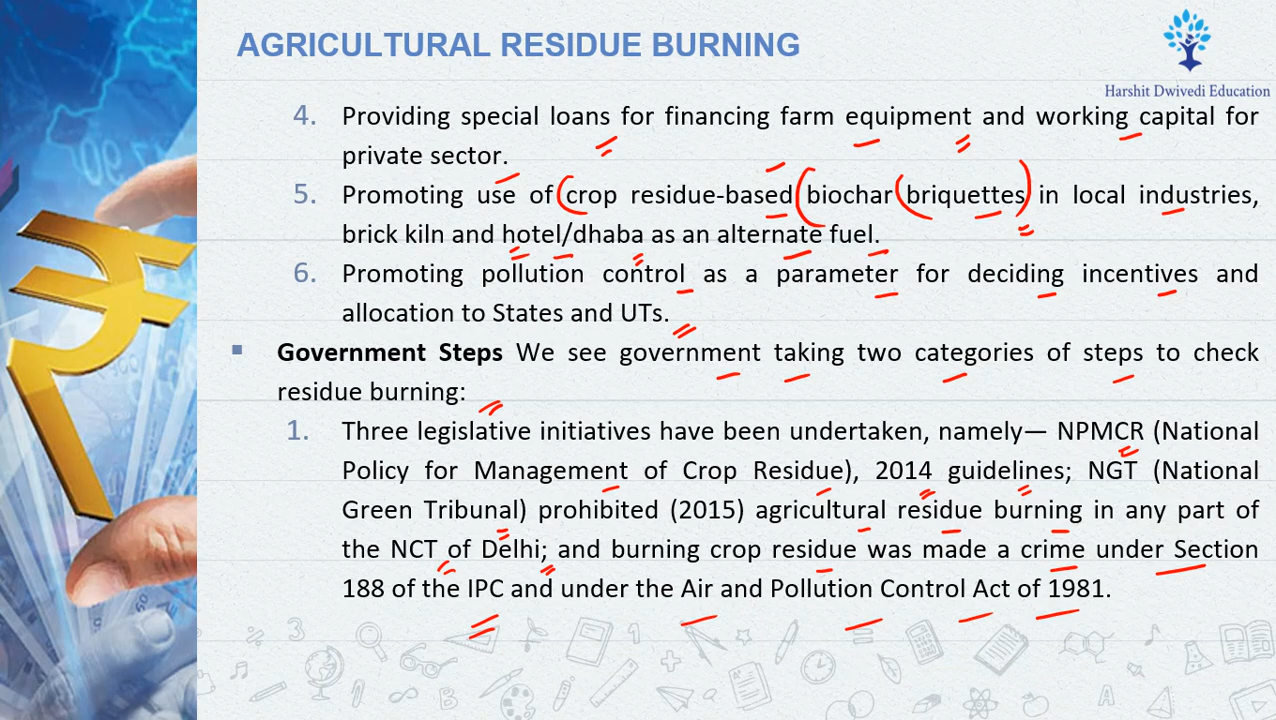 AGRICULTURAL RESIDUE BURNING
Harshit Dwivedi Education
4. Providing special loans for financing farm equipment and working capital for
private sector.
5. Promoting use of crop residue-based biochar briquettes in local industries,
brick kiln and hotel/dhaba as an alternate fuel.
6. Promoting pollution control as a parameter for deciding incentives and
allocation to States and UTs.
▪ Government Steps We see government taking two categories of steps to check
residue burning:
1. Three legislative initiatives have been undertaken, namely— NPMCR (National
Policy for Management of Crop Residue), 2014 guidelines; NGT (National
Green Tribunal) prohibited (2015) agricultural residue burning in any part of
the NCT of Delhi; and burning crop residue was made a crime under Section
188 of the IPC and under the Air and Pollution Control Act of 1981.